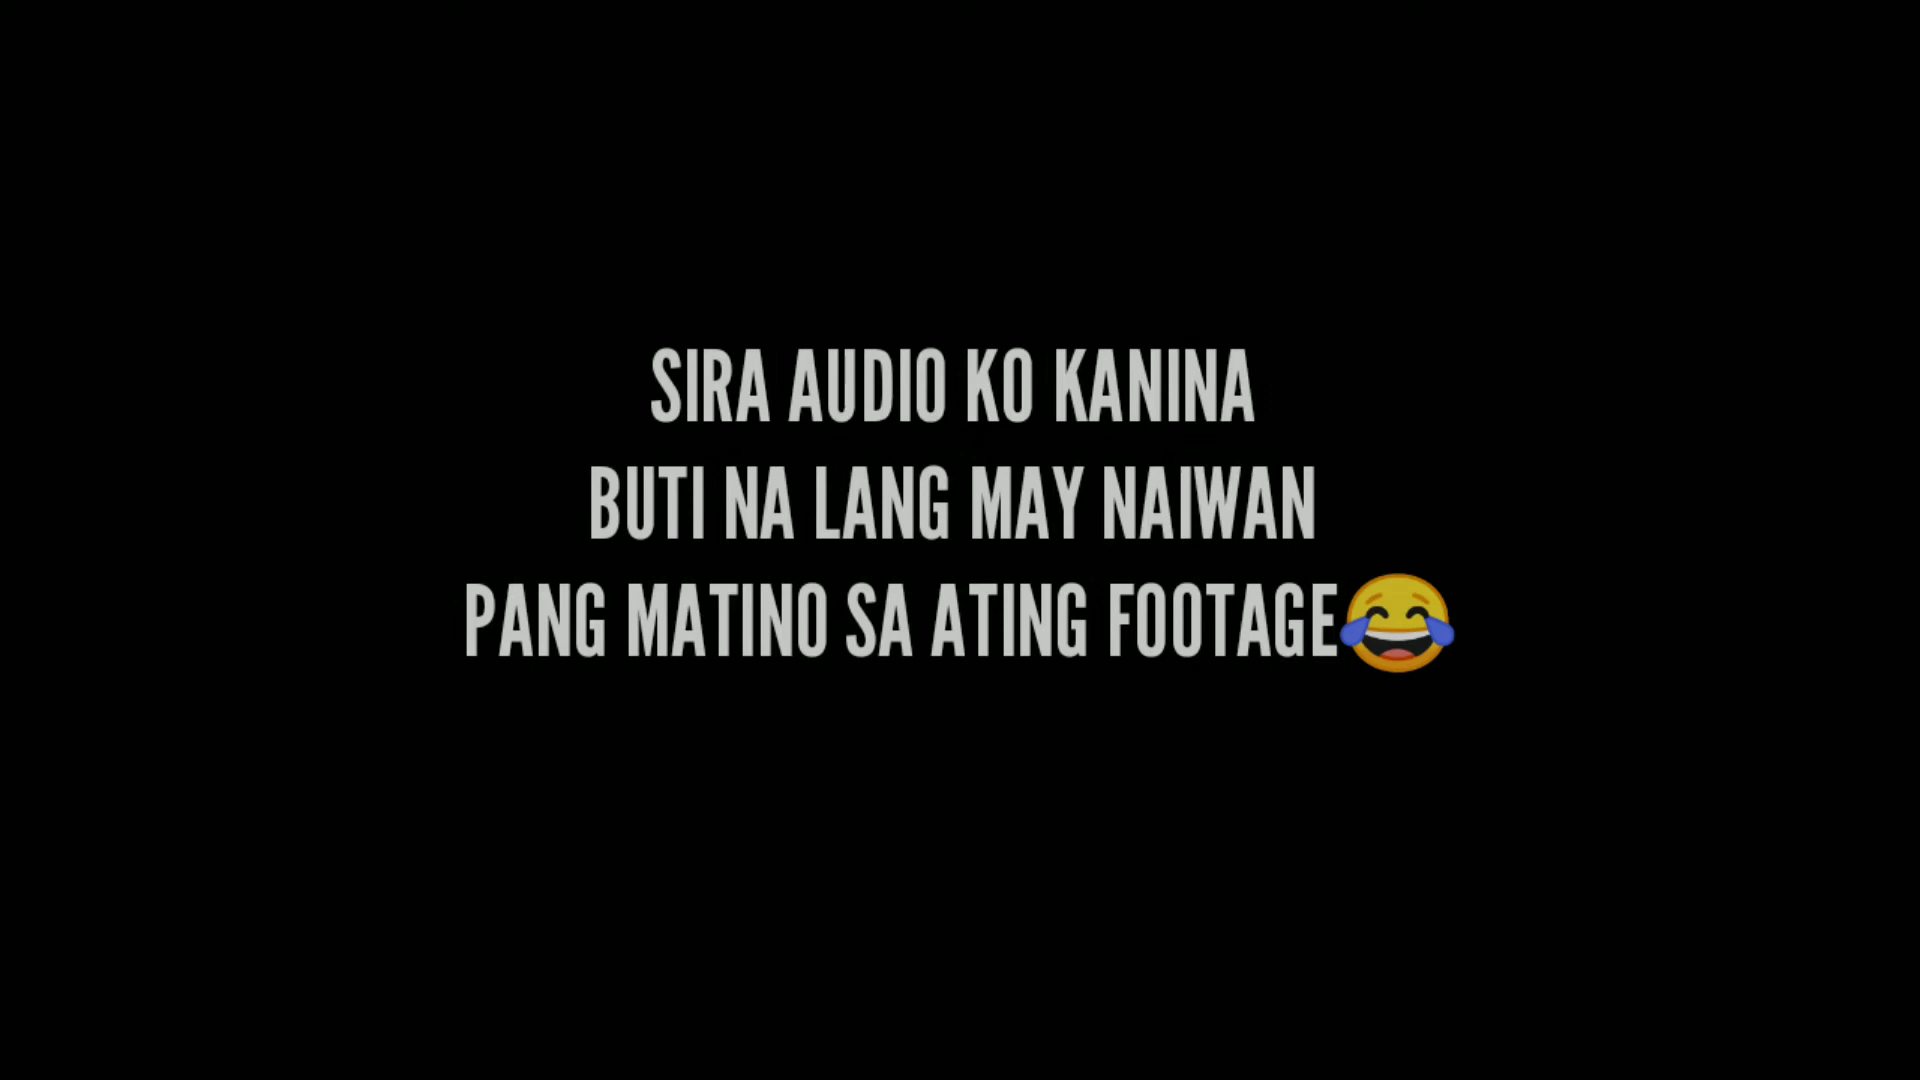 SIRA AUDIO KO KANINA
BUTI NA LANG MAY NAIWAN
PANG MATINO SA ATING FOOTAGE😂